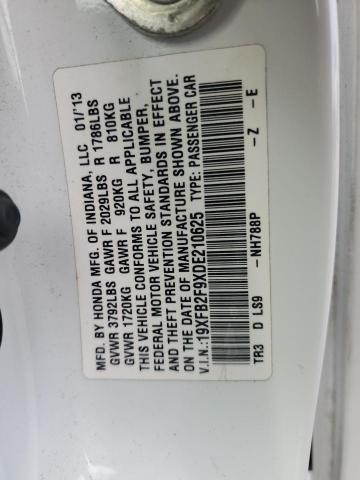 MFD. BY HONDA MFG. OF INDIANA, LLC 01/'13
GVWR 3792LBS GAWR F 2029LBS R 1786LBS
GVWR 1720KG GAWR F 920KG R 810KG
THIS VEHICLE CONFORMS TO ALL APPLICABLE
FEDERAL MOTOR VEHICLE SAFETY, BUMPER,
AND THEFT PREVENTION STANDARDS IN EFFECT
ON THE DATE OF MANUFACTURE SHOWN ABOVE.
V.I.N.:19XFB2F9XDE210625 TYPE: PASSENGER CAR
TR3 D LS9 -NH788P -Z -E